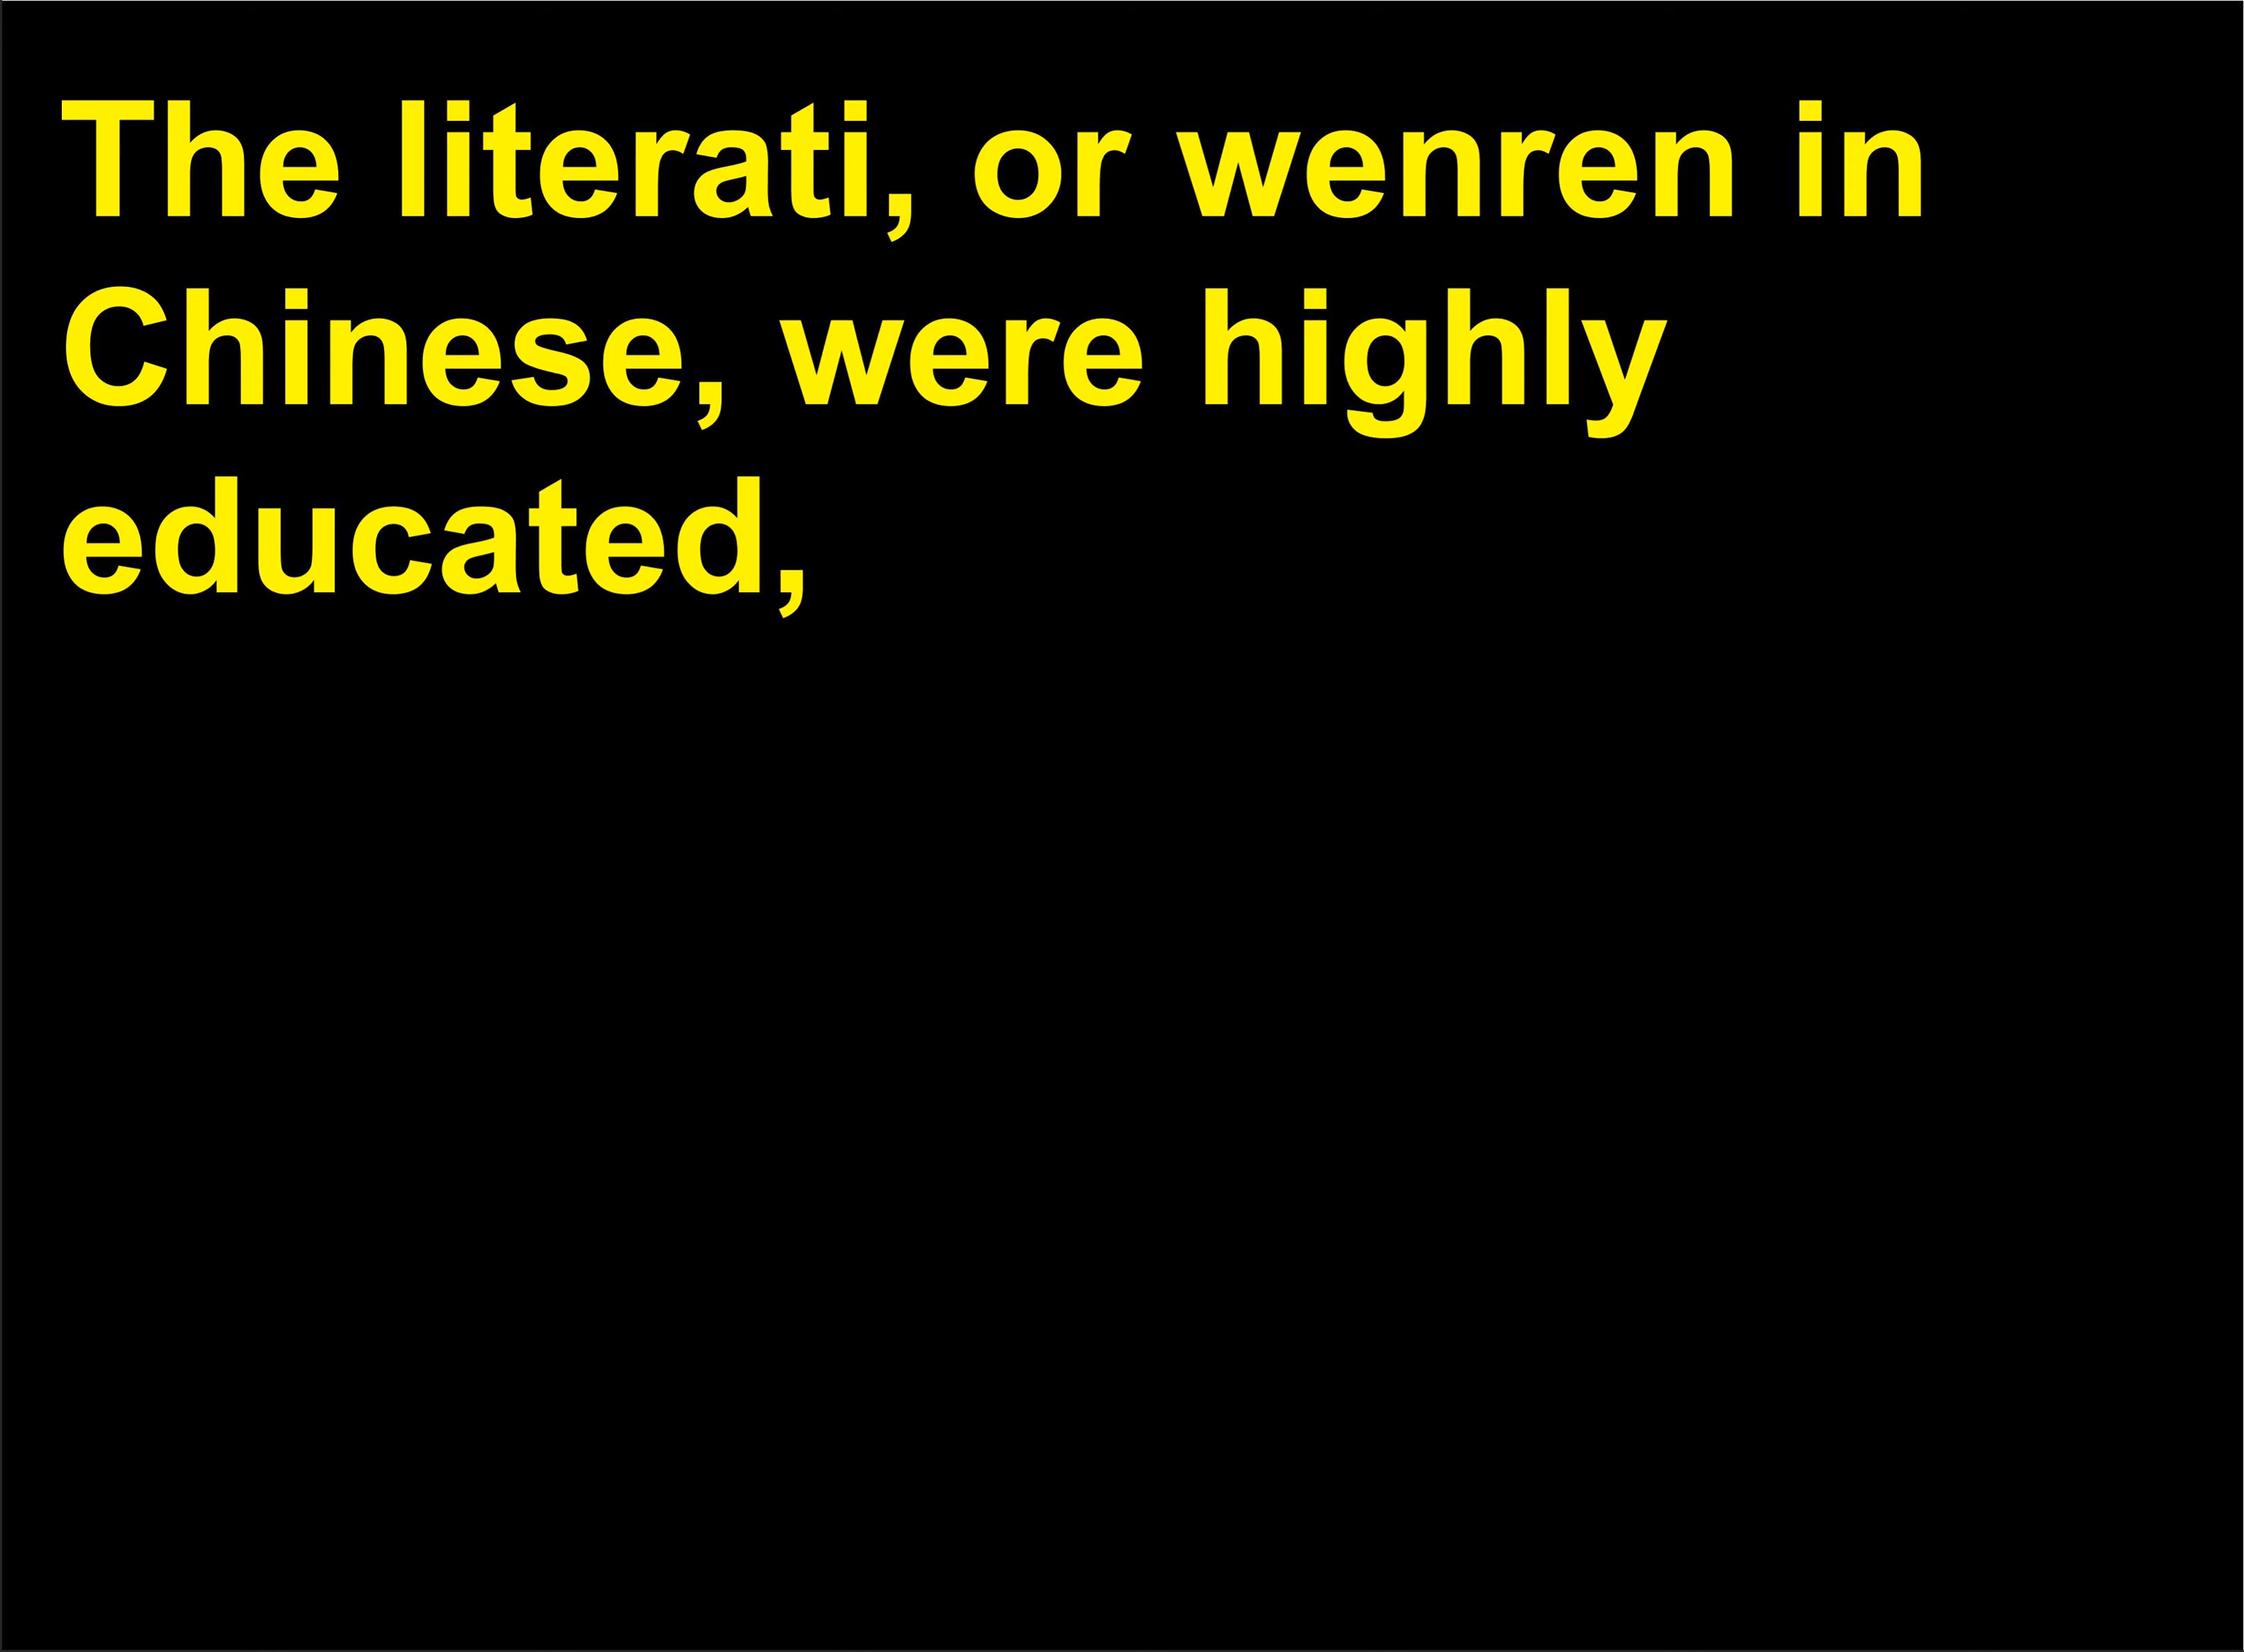 The literati, or wenren in
Chinese, were highly
educated,